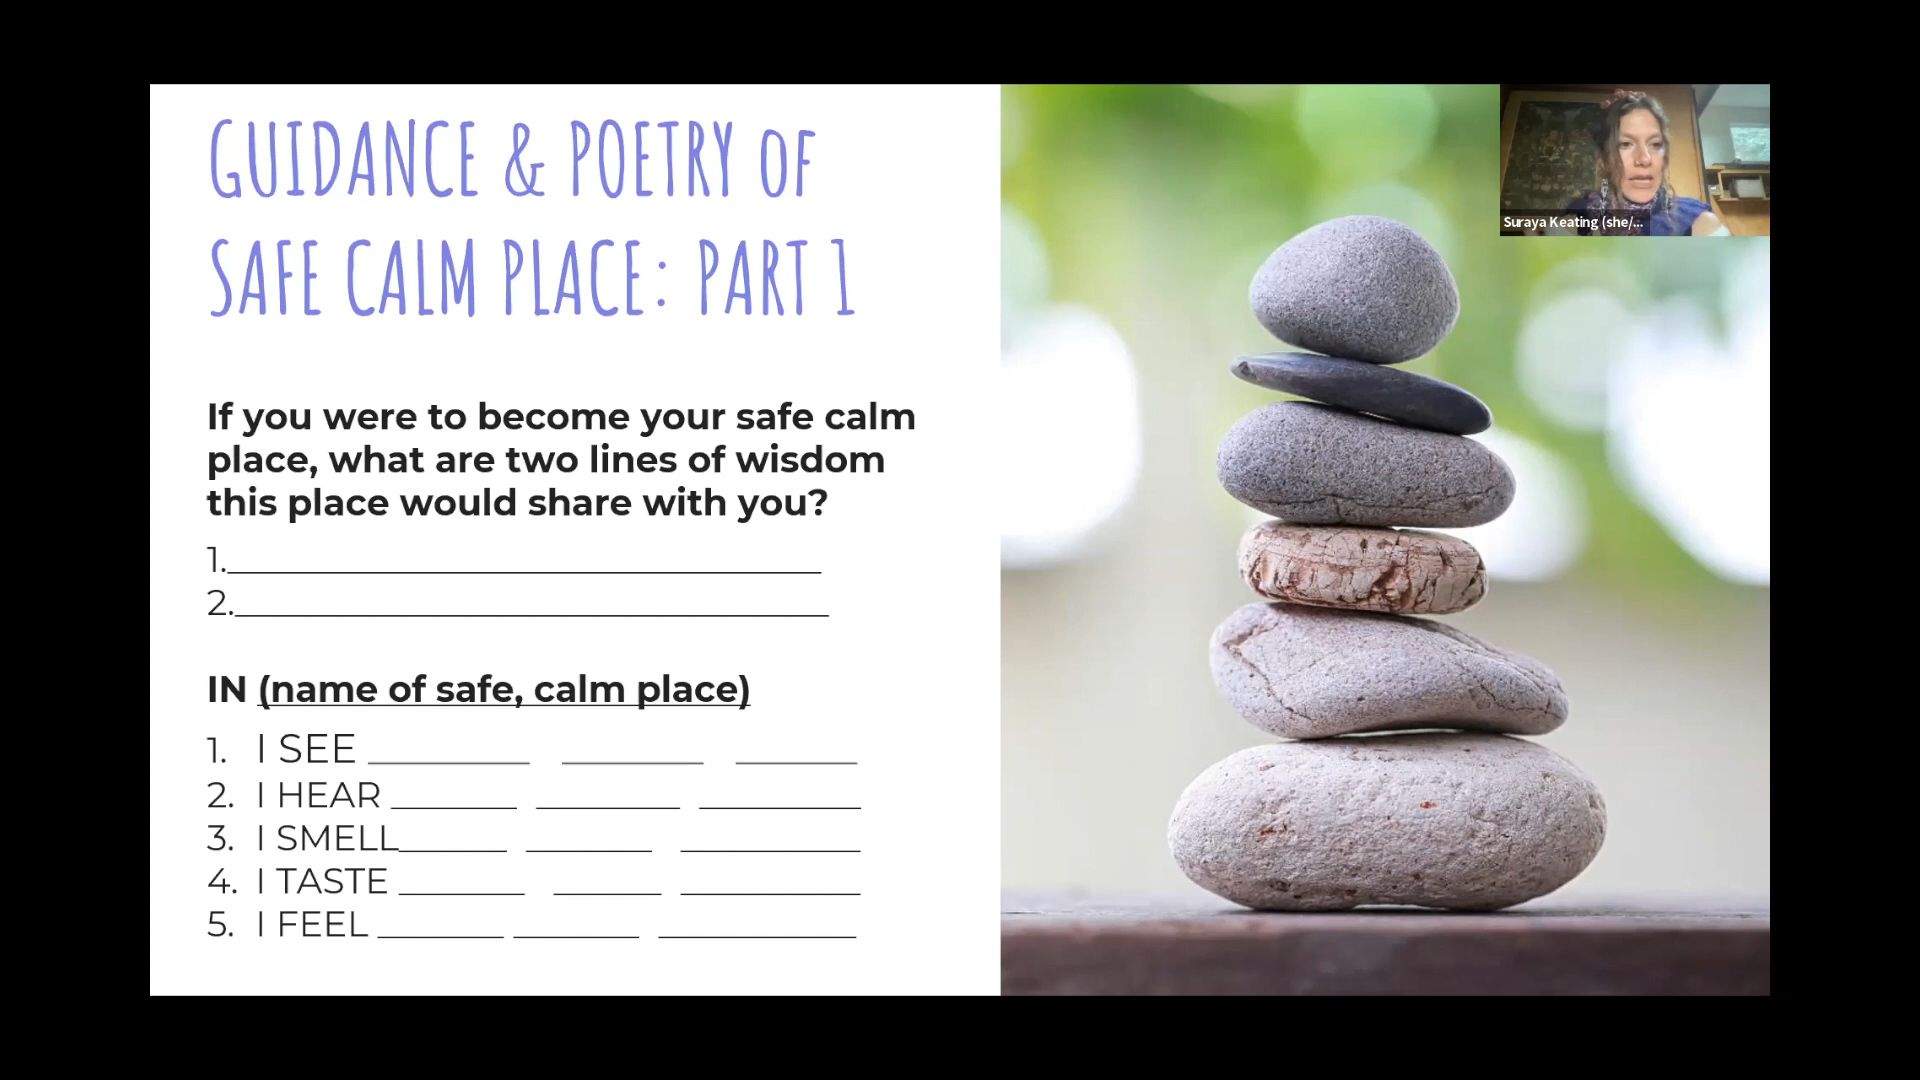 GUIDANCE & POETRY OF
SAFE CALM PLACE: PART 1
If you were to become your safe calm
place, what are two lines of wisdom
this place would share with you?
1.
2.
IN (name of safe, calm place)
1. I SEE
2. I HEAR
3. I SMELL
4. I TASTE
5. I FEEL
Suraya Keating (she/...